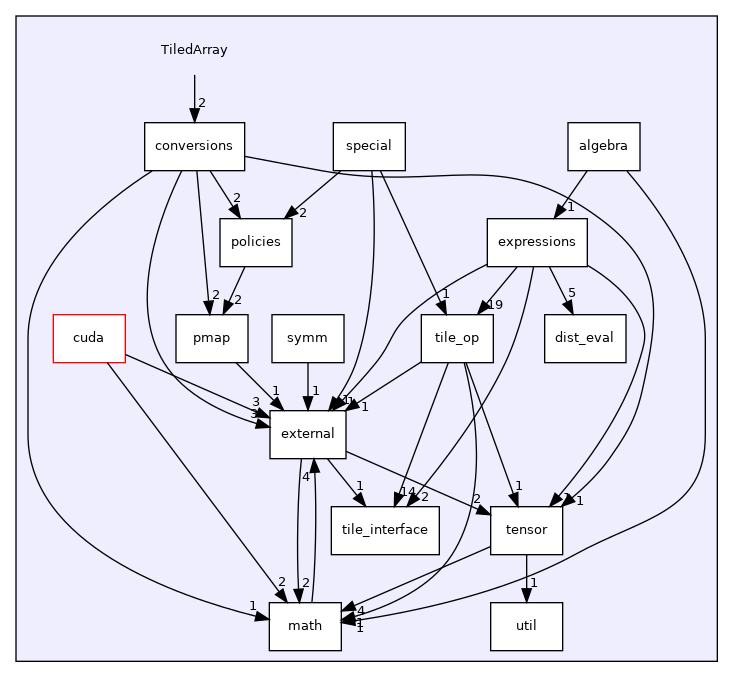 TiledArray
2
conversions
special
algebra
2
2
1
policies
expressions
2
2
1
19
5
cuda
pmap
symm
tile_op
dist_eval
3
1
1
1
1
3
external
4
1
14
2
2
1
1
tile_interface
tensor
2
2
1
1
4
1
math
util